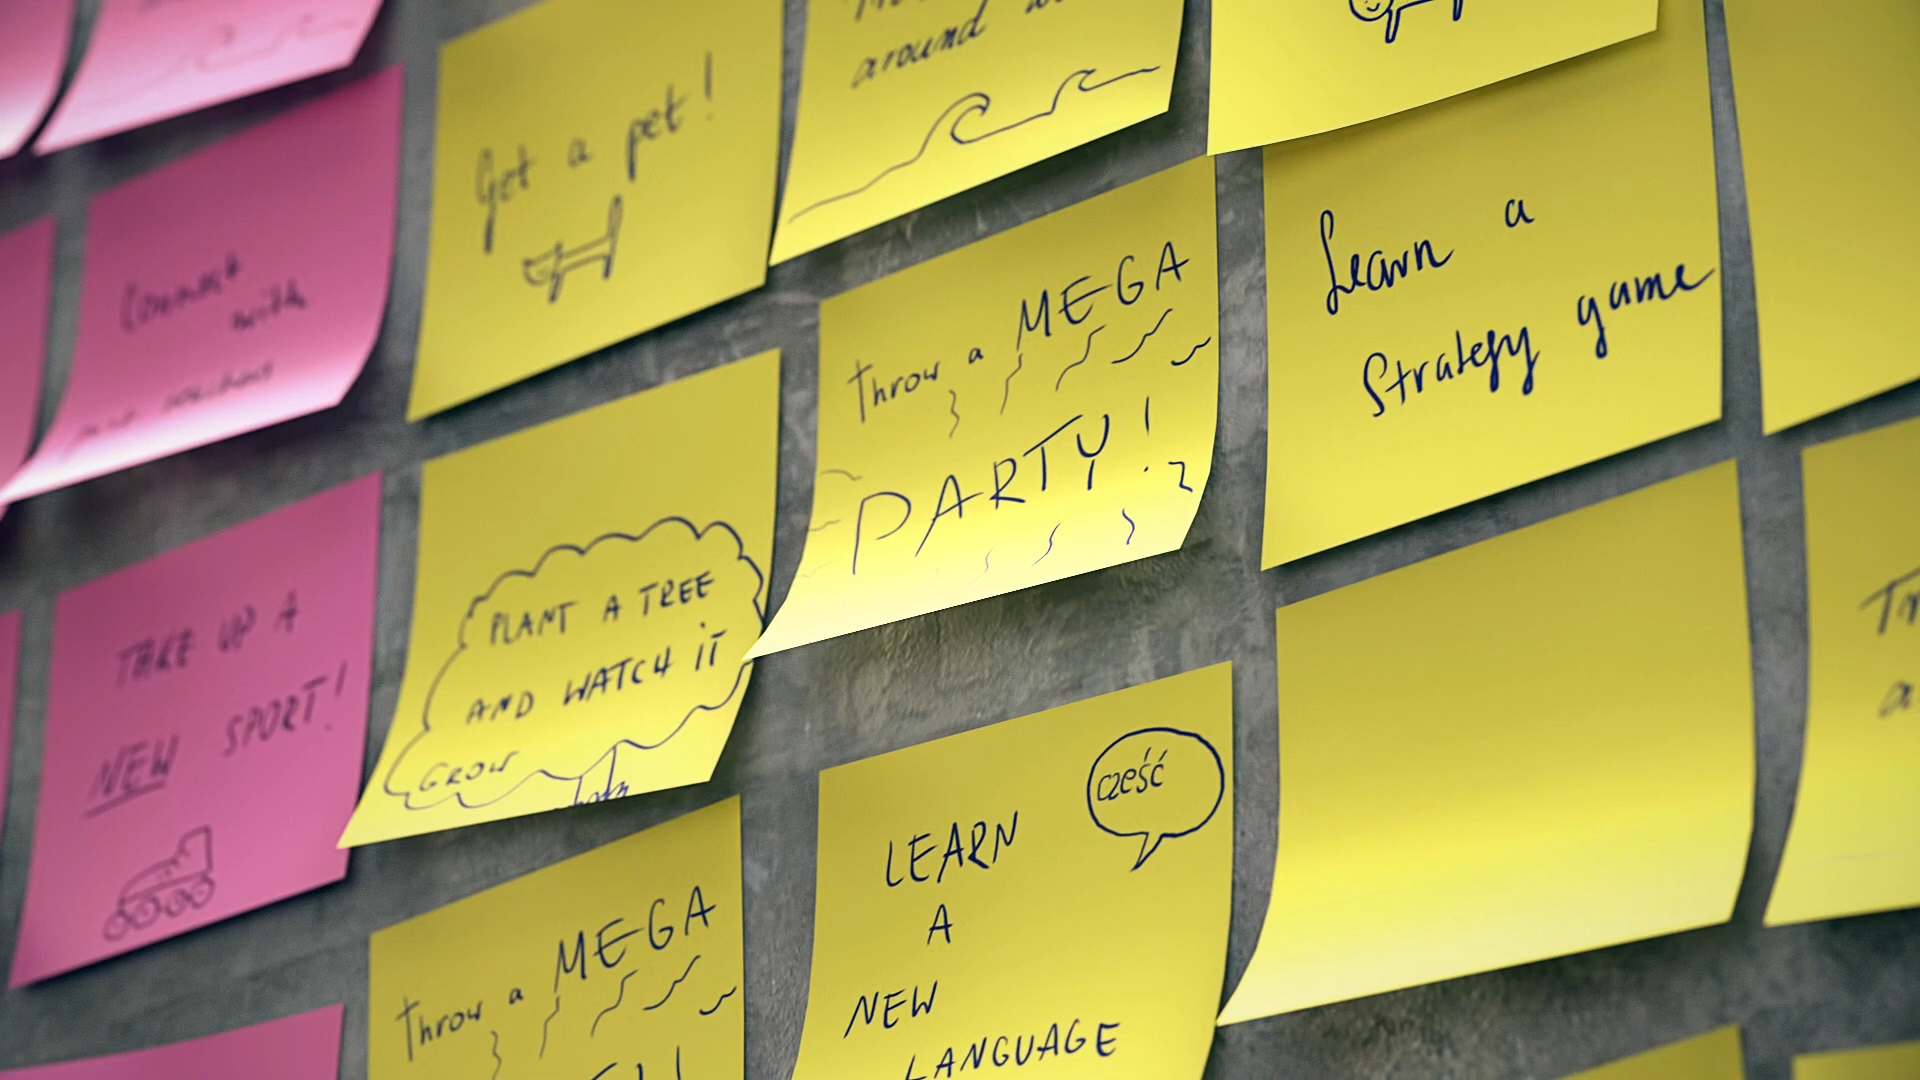 Get a pet!
around
Connect
with
TAKE UP A
NEW SPORT!
PLANT A TREE
AND WATCH IT
GROW
Throw a MEGA
PARTY!
Learn a
Strategy game
Throw a MEGA
cześć
LEARN
A
NEW
LANGUAGE